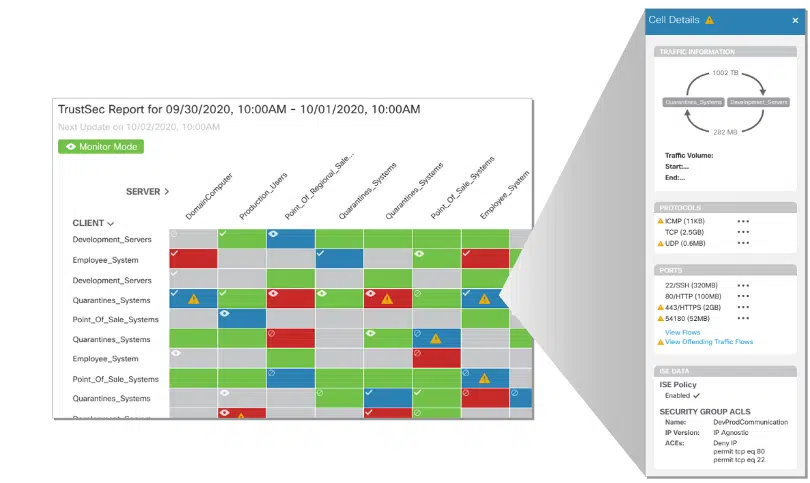 TrustSec Report for 09/30/2020, 10:00AM - 10/01/2020, 10:00AM
Next Update on 10/02/2020, 10:00AM
Monitor Mode
SERVER
DomainComputer
Production_Users
Point_Of_Regional_Sale...
Quarantines_Systems
Quarantines_Systems
Point_Of_Sale_Systems
Employee_System
CLIENT
Development_Servers
Employee_System
Development_Servers
Quarantines_Systems
Point_Of_Sale_Systems
Quarantines_Systems
Employee_System
Point_Of_Sale_Systems
Quarantines_Systems
Development_Servers
Cell Details
TRAFFIC INFORMATION
1002 TB
Quarantines_Systems Development_Servers
282 MB
Traffic Volume:
Start:...
End:...
PROTOCOLS
ICMP (11KB)
TCP (2.5GB)
UDP (0.6MB)
PORTS
22/SSH (320MB)
80/HTTP (100MB)
443/HTTPS (2GB)
54180 (52MB)
View Flows
View Offending Traffic Flows
ISE DATA
ISE Policy
Enabled
SECURITY GROUP ACLS
Name: DevProdCommunication
IP Version: IP Agnostic
ACEs: Deny IP
permit tcp eq 80
permit tcp eq 22